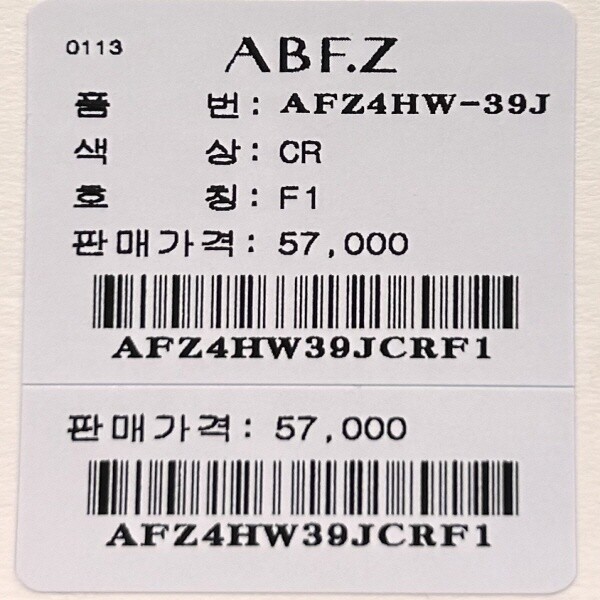 0113 ABF.Z
품 번: AFZ4HW-39J
색 상: CR
호 칭: F1
판매가격: 57,000
AFZ4HW39JCRF1
판매가격: 57,000
AFZ4HW39JCRF1